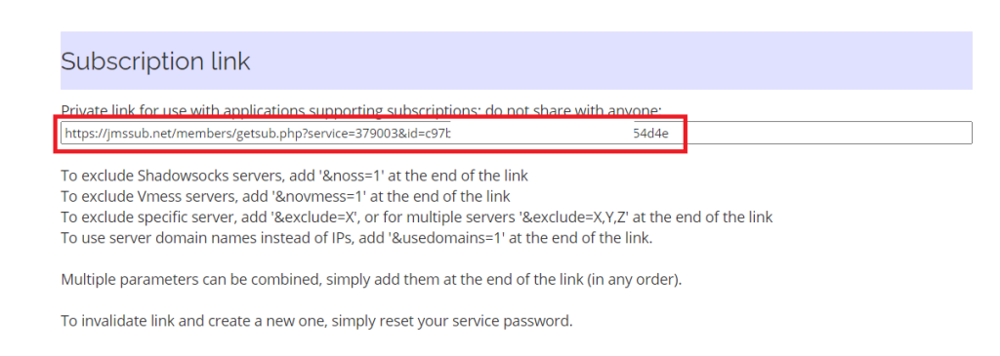 Subscription link
Private link for use with applications supporting subscriptions; do not share with anyone:
https://jmssub.net/members/getsub.php?service=379003&id=c97b 54d4e
To exclude Shadowsocks servers, add '&noss=1' at the end of the link
To exclude Vmess servers, add '&novmess=1' at the end of the link
To exclude specific server, add '&exclude=X', or for multiple servers '&exclude=X,Y,Z' at the end of the link
To use server domain names instead of IPs, add '&usedomains=1' at the end of the link.
Multiple parameters can be combined, simply add them at the end of the link (in any order).
To invalidate link and create a new one, simply reset your service password.